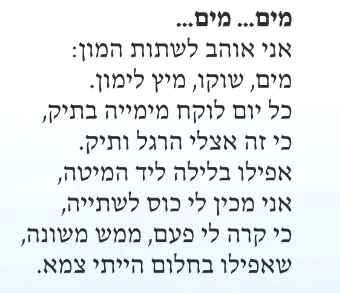 מים... מים...
אני אוהב לשתות המון:
מים, שוקו, מיץ לימון.
כל יום לוקח מימייה בתיק,
כי זה אצלי הרגל ותיק.
אפילו בלילה ליד המיטה,
אני מכין לי כוס לשתייה,
כי קרה לי פעם, ממש משונה,
שאפילו בחלום הייתי צמא.